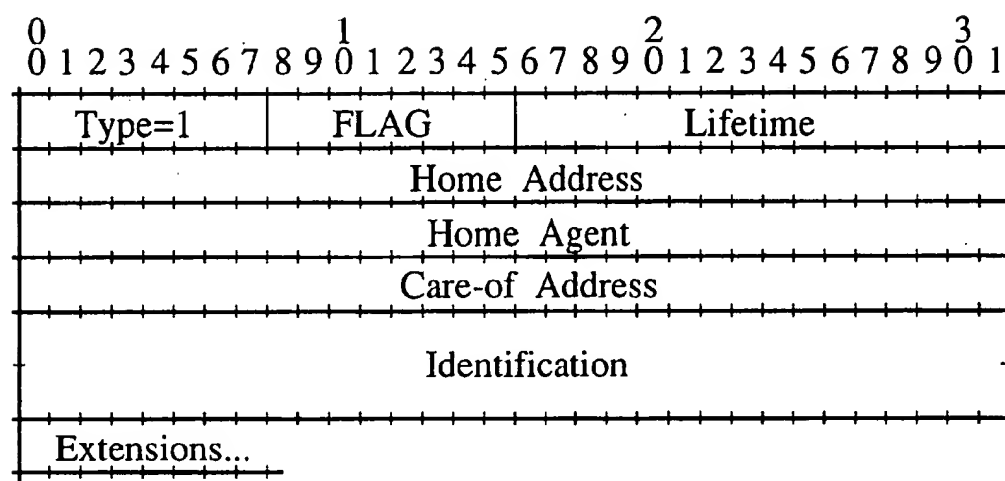 0 1 2 3
0 1 2 3 4 5 6 7 8 9 0 1 2 3 4 5 6 7 8 9 0 1 2 3 4 5 6 7 8 9 0 1
Type=1 FLAG Lifetime
Home Address
Home Agent
Care-of Address
Identification
Extensions...